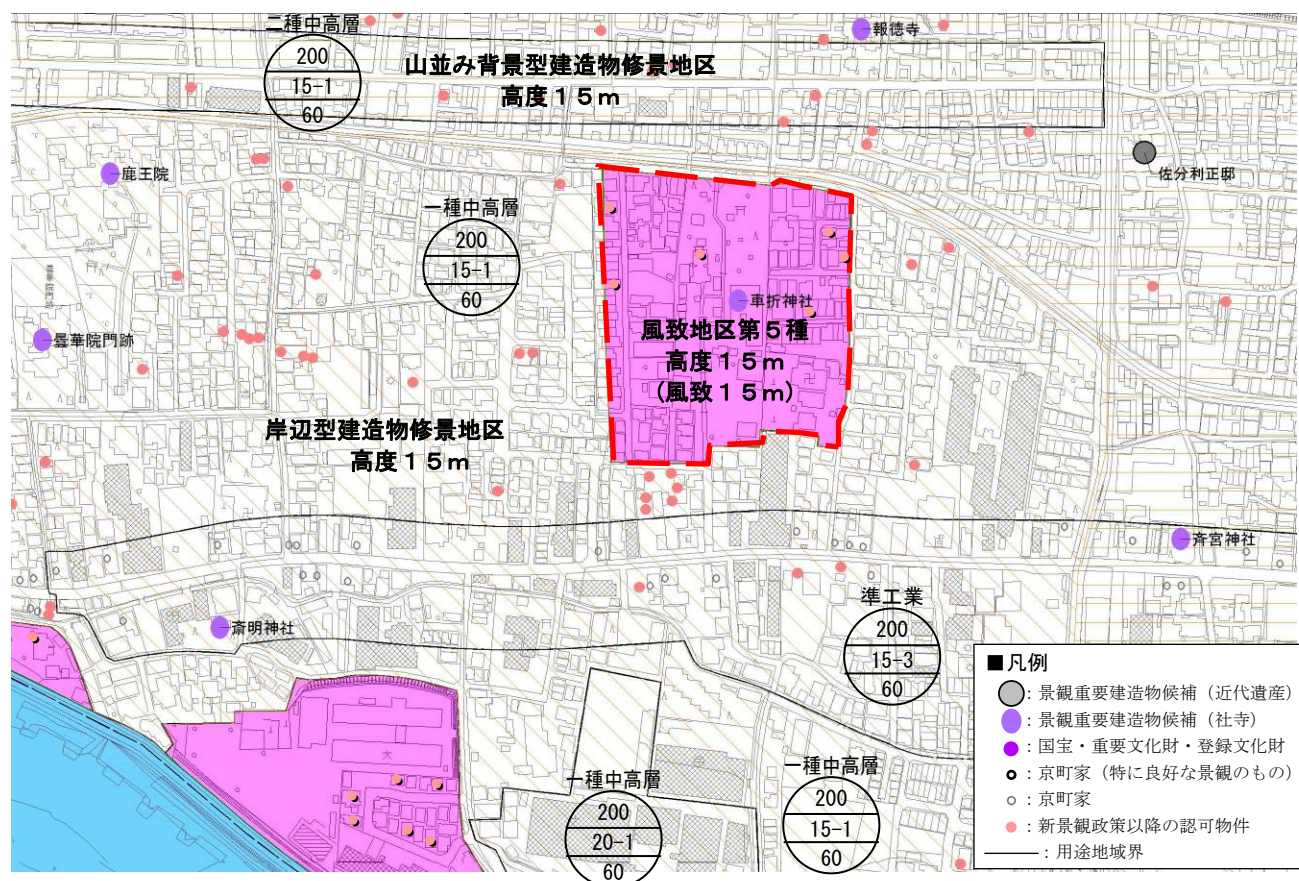 二種中高層
200
15-1
60
山並み背景型建造物修景地区
高度15m
報徳寺
鹿王院
佐分利正邸
一種中高層
200
15-1
60
曇華院門跡
曇華院門跡
車折神社
風致地区第5種
高度15m
(風致15m)
岸辺型建造物修景地区
高度15m
斉宮神社
斎明神社
準工業
200
15-3
60
一種中高層
200
20-1
60
一種中高層
200
15-1
60
■凡例
：景観重要建造物候補（近代遺産）
：景観重要建造物候補（社寺）
：国宝・重要文化財・登録文化財
：京町家（特に良好な景観のもの）
：京町家
：新景観政策以降の認可物件
：用途地域界